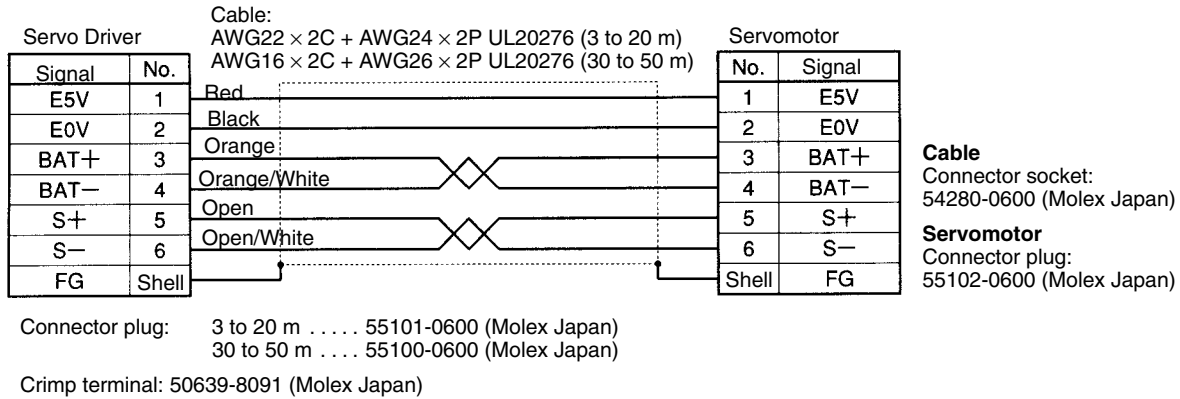 Cable:
Servo Driver
AWG22 × 2C + AWG24 × 2P UL20276 (3 to 20 m)
Servomotor
AWG16 × 2C + AWG26 × 2P UL20276 (30 to 50 m)
Signal No. No. Signal
E5V 1 Red 1 E5V
E0V 2 Black 2 E0V
BAT+ 3 Orange 3 BAT+
BAT− 4 Orange/White 4 BAT−
S+ 5 Open 5 S+
S− 6 Open/White 6 S−
FG Shell Shell FG
Cable
Connector socket:
54280-0600 (Molex Japan)
Servomotor
Connector plug:
55102-0600 (Molex Japan)
Connector plug: 3 to 20 m . . . . . 55101-0600 (Molex Japan)
30 to 50 m . . . . 55100-0600 (Molex Japan)
Crimp terminal: 50639-8091 (Molex Japan)